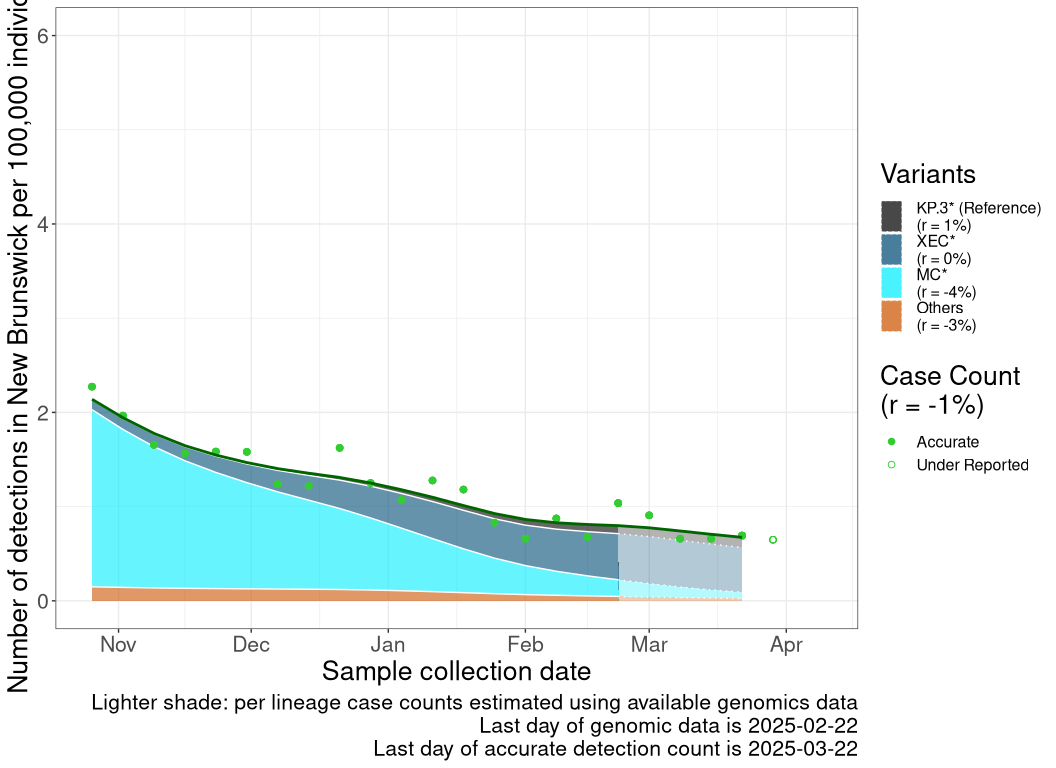 Number of detections in New Brunswick per 100,000
6
4
2
0
Nov Dec Jan Feb Mar Apr
Sample collection date
Lighter shade: per lineage case counts estimated using available genomics data
Last day of genomic data is 2025-02-22
Last day of accurate detection count is 2025-03-22
Variants
KP.3* (Reference)
(r = 1%)
XEC*
(r = 0%)
MC*
(r = -4%)
Others
(r = -3%)
Case Count
(r = -1%)
Accurate
Under Reported